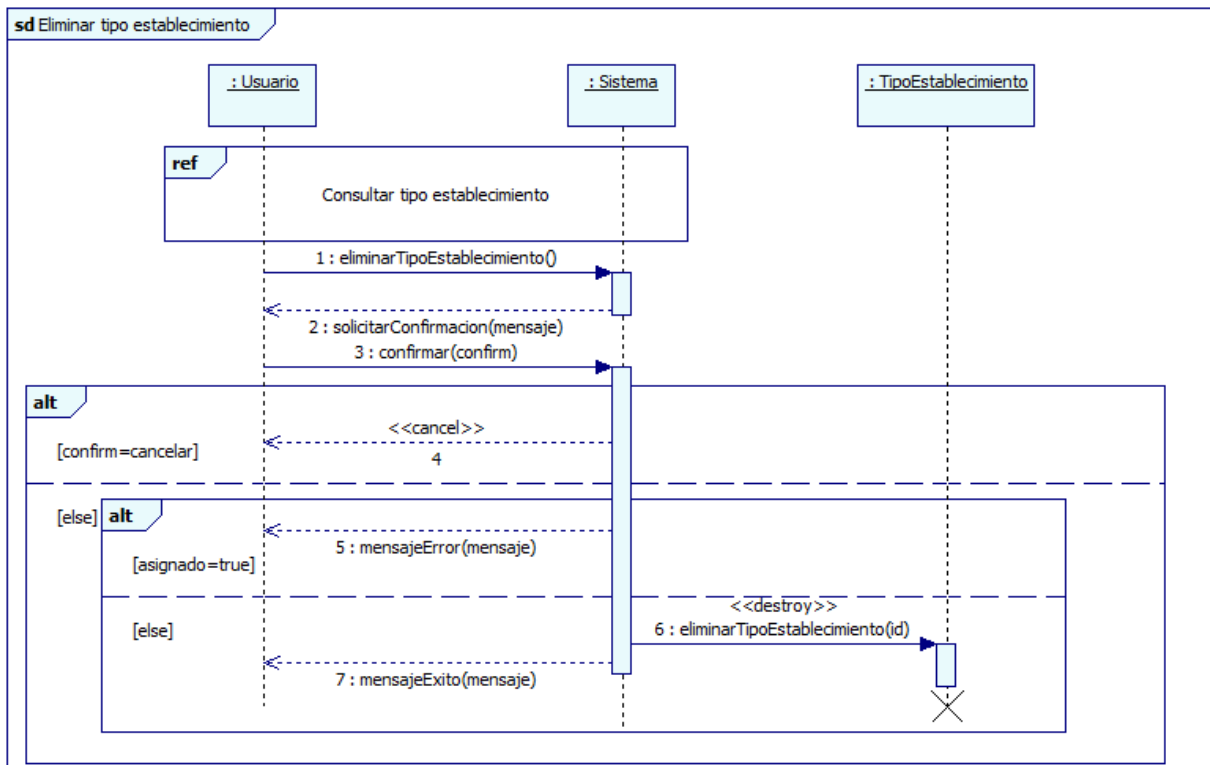 sd Eliminar tipo establecimiento
: Usuario
: Sistema
: TipoEstablecimiento
ref
Consultar tipo establecimiento
1 : eliminarTipoEstablecimiento()
2 : solicitarConfirmacion(mensaje)
3 : confirmar(confirm)
alt
<<cancel>>
[confirm=cancelar]
4
[else]
alt
5 : mensajeError(mensaje)
[asignado=true]
<<destroy>>
[else]
6 : eliminarTipoEstablecimiento(id)
7 : mensajeExito(mensaje)